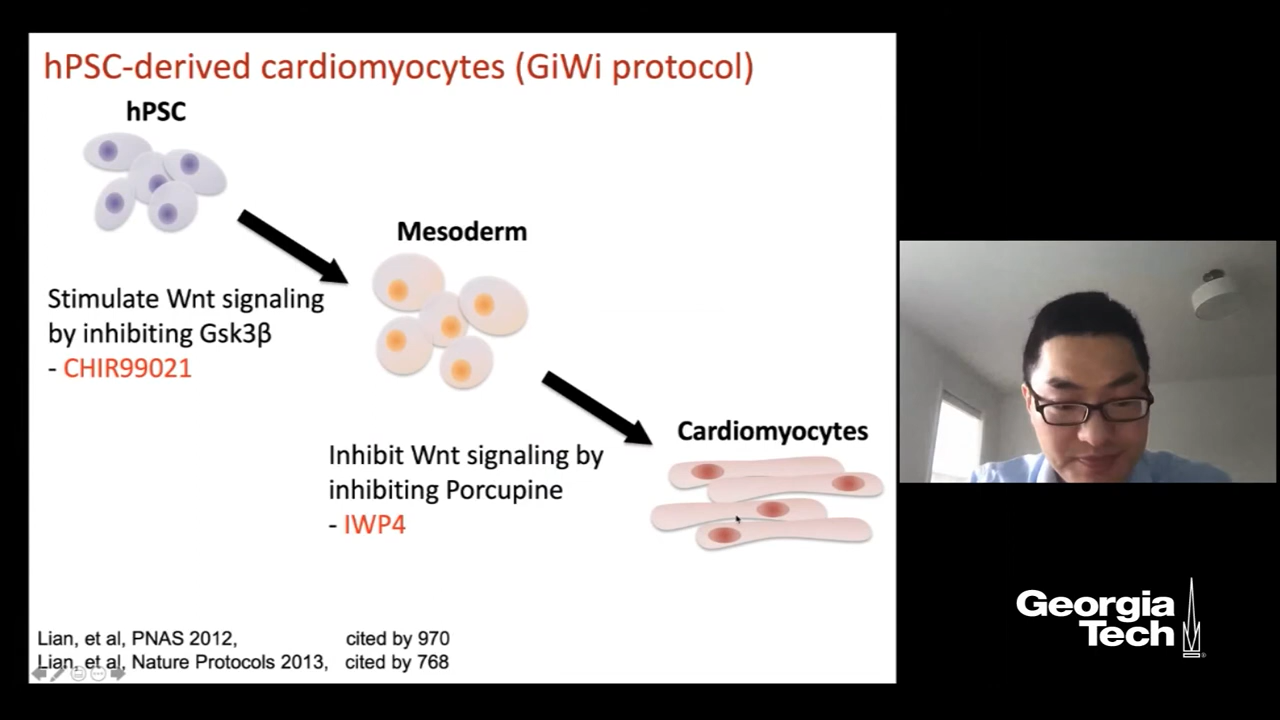 hPSC-derived cardiomyocytes (GiWi protocol)
hPSC
Mesoderm
Stimulate Wnt signaling
by inhibiting Gsk3β
- CHIR99021
Cardiomyocytes
Inhibit Wnt signaling by
inhibiting Porcupine
- IWP4
Lian, et al, PNAS 2012, cited by 970
Lian, et al, Nature Protocols 2013, cited by 768
Georgia
Tech